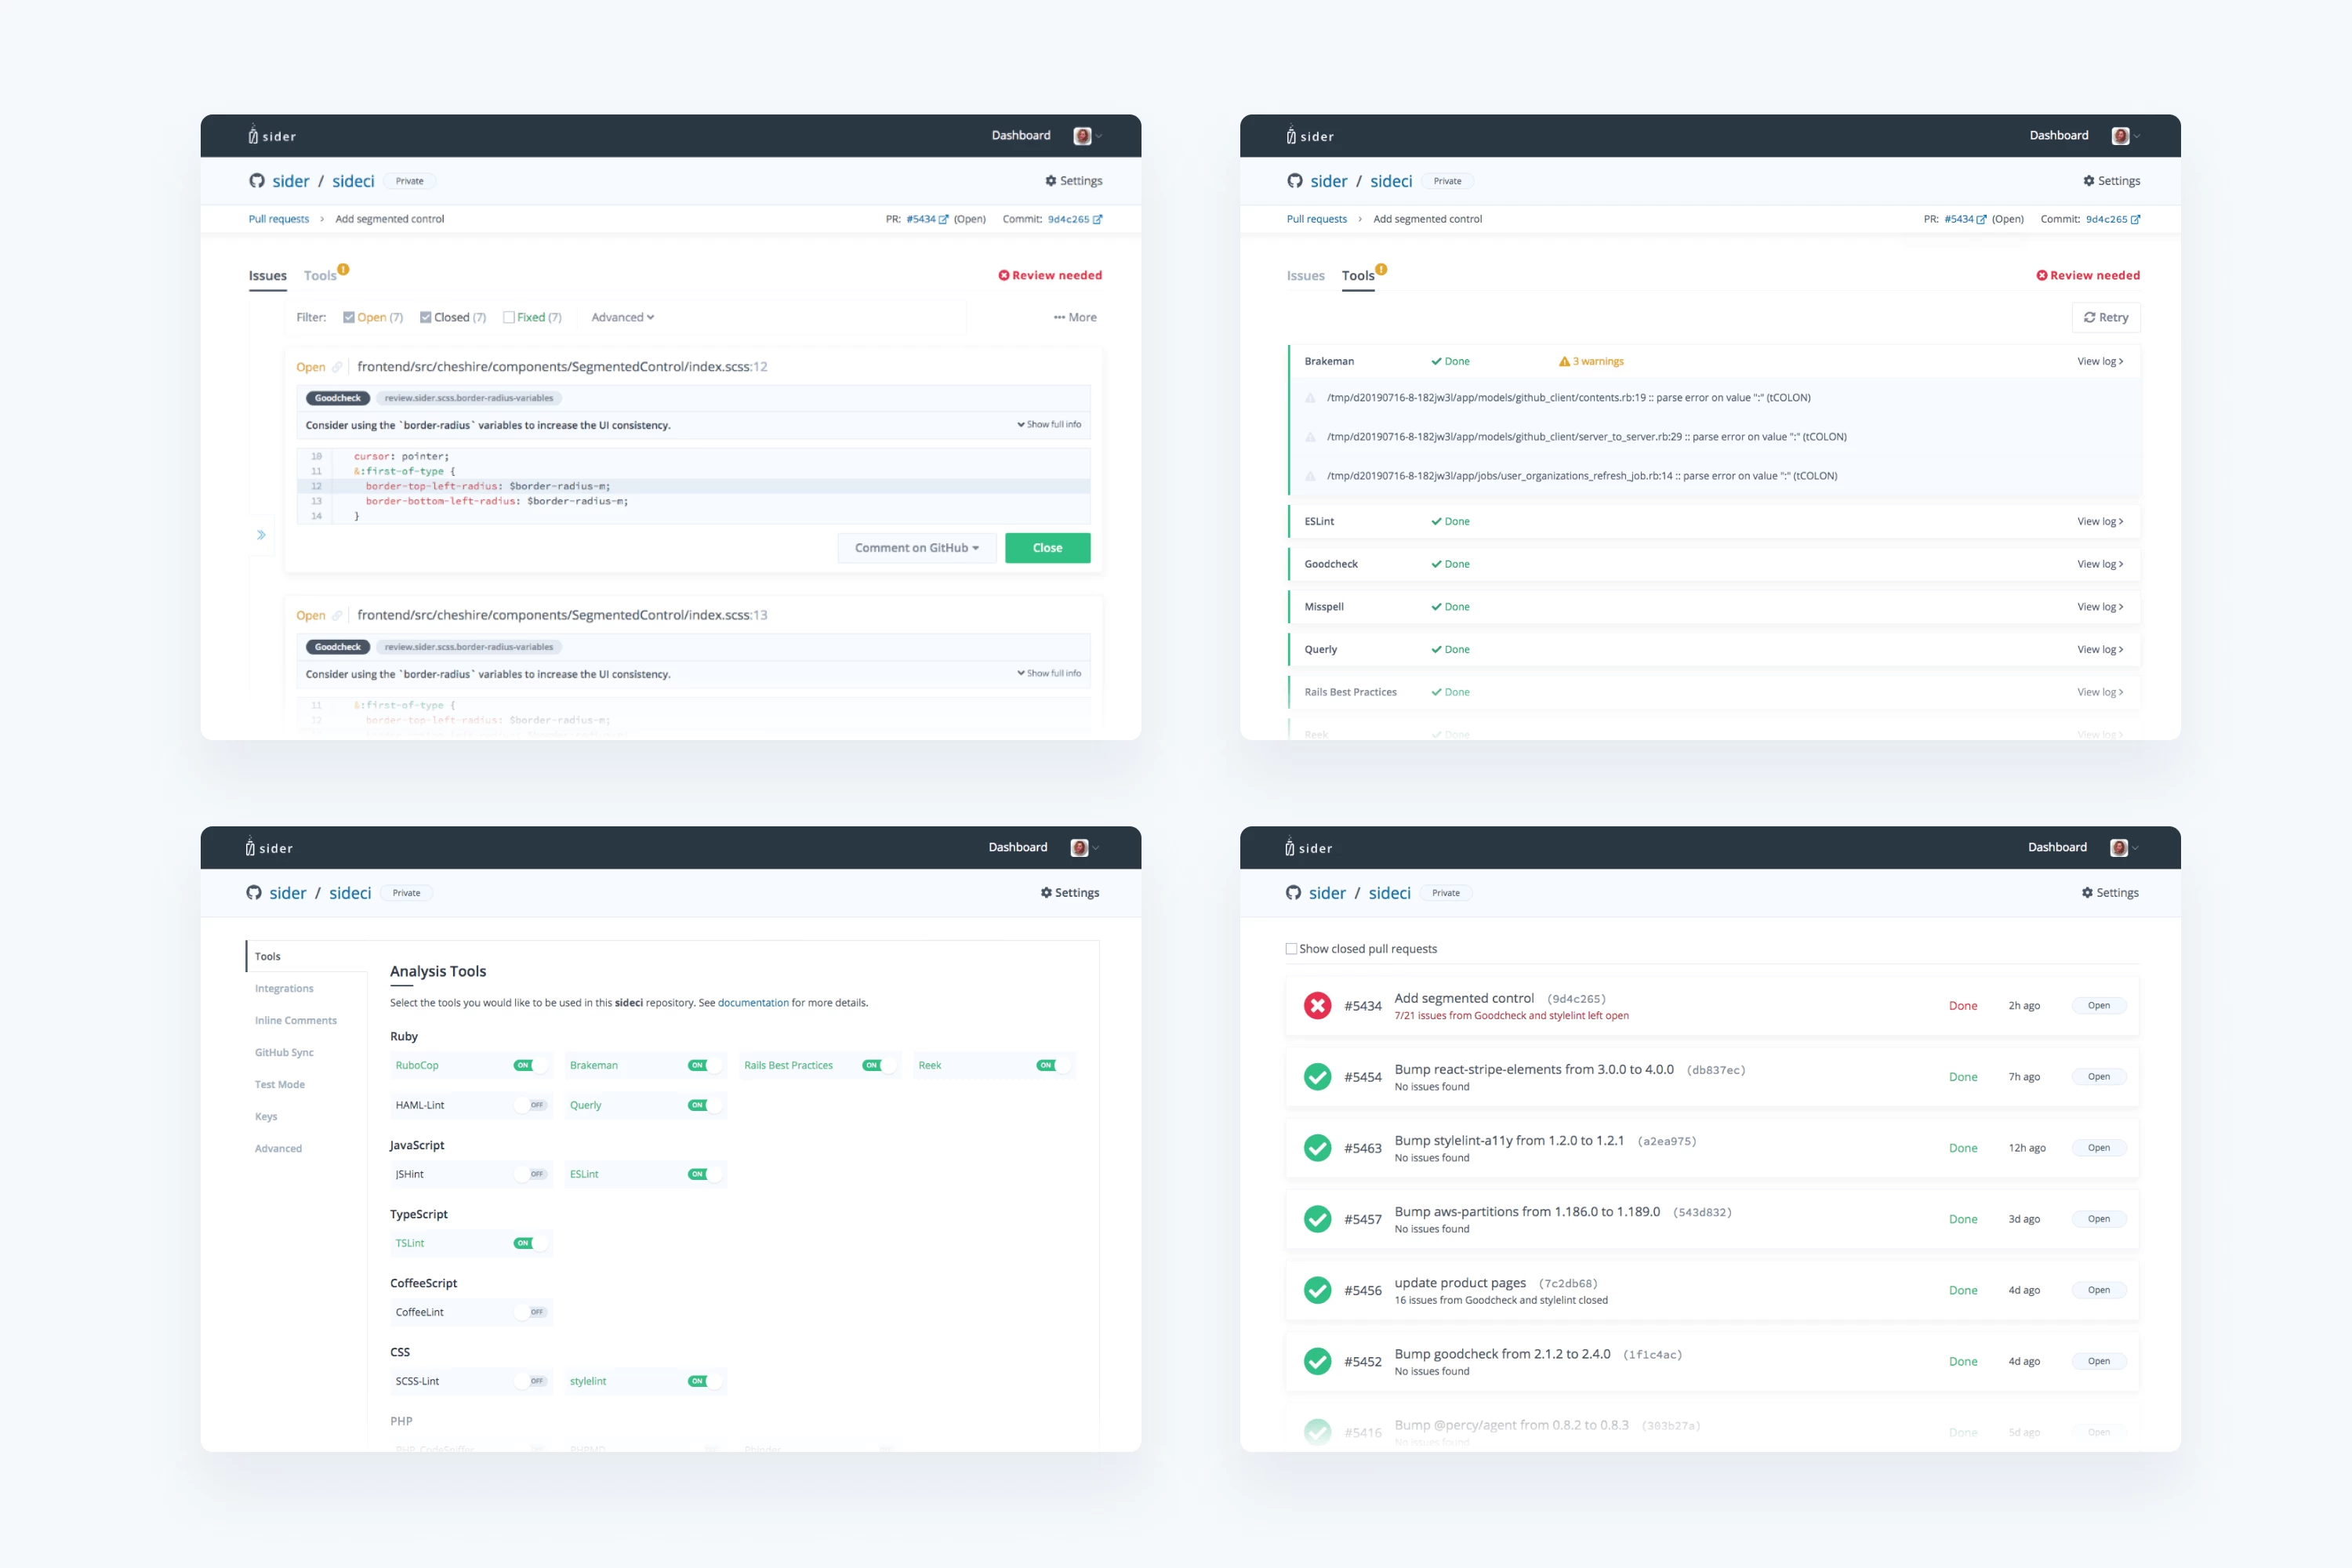 sider Dashboard
sider / sideci Private Settings
Pull requests > Add segmented control PR: #5434 (Open) Commit: 9d4c265
Issues Tools ! Review needed
Filter: Open (7) Closed (7) Fixed (7) Advanced ••• More
Open frontend/src/cheshire/components/SegmentedControl/index.scss:12
Goodcheck review.sider.scss.border-radius-variables
Consider using the `border-radius` variables to increase the UI consistency. Show full info
10 cursor: pointer;
11 &:first-of-type {
12 border-top-left-radius: $border-radius-m;
13 border-bottom-left-radius: $border-radius-m;
14 }
Comment on GitHub Close
Open frontend/src/cheshire/components/SegmentedControl/index.scss:13
Goodcheck review.sider.scss.border-radius-variables
Consider using the `border-radius` variables to increase the UI consistency. Show full info
11 &:first-of-type {
12 border-top-left-radius: $border-radius-m;
sider Dashboard
sider / sideci Private Settings
Pull requests > Add segmented control PR: #5434 (Open) Commit: 9d4c265
Issues Tools ! Review needed
Retry
Brakeman Done 3 warnings View log >
/tmp/d20190716-8-182jw3l/app/models/github_client/contents.rb:19 :: parse error on value ":" (tCOLON)
/tmp/d20190716-8-182jw3l/app/models/github_client/server_to_server.rb:29 :: parse error on value ":" (tCOLON)
/tmp/d20190716-8-182jw3l/app/jobs/user_organizations_refresh_job.rb:14 :: parse error on value ":" (tCOLON)
ESLint Done View log >
Goodcheck Done View log >
Misspell Done View log >
Querly Done View log >
Rails Best Practices Done View log >
Reek Done View log >
sider Dashboard
sider / sideci Private Settings
Tools
Integrations
Inline Comments
GitHub Sync
Test Mode
Keys
Advanced
Analysis Tools
Select the tools you would like to be used in this sideci repository. See documentation for more details.
Ruby
RuboCop ON Brakeman ON Rails Best Practices ON Reek ON
HAML-Lint OFF Querly ON
JavaScript
JSHint OFF ESLint ON
TypeScript
TSLint ON
CoffeeScript
CoffeeLint OFF
CSS
SCSS-Lint OFF stylelint ON
PHP
PHP_CodeSniffer PHPMD Phinder
sider Dashboard
sider / sideci Private Settings
Show closed pull requests
#5434 Add segmented control (9d4c265) Done 2h ago Open
7/21 issues from Goodcheck and stylelint left open
#5454 Bump react-stripe-elements from 3.0.0 to 4.0.0 (db837ec) Done 7h ago Open
No issues found
#5463 Bump stylelint-a11y from 1.2.0 to 1.2.1 (a2ea975) Done 12h ago Open
No issues found
#5457 Bump aws-partitions from 1.186.0 to 1.189.0 (543d832) Done 3d ago Open
No issues found
#5456 update product pages (7c2db68) Done 4d ago Open
16 issues from Goodcheck and stylelint closed
#5452 Bump goodcheck from 2.1.2 to 2.4.0 (1f1c4ac) Done 4d ago Open
No issues found
#5416 Bump @percy/agent from 0.8.2 to 0.8.3 (303b27a) Done 5d ago Open
No issues found